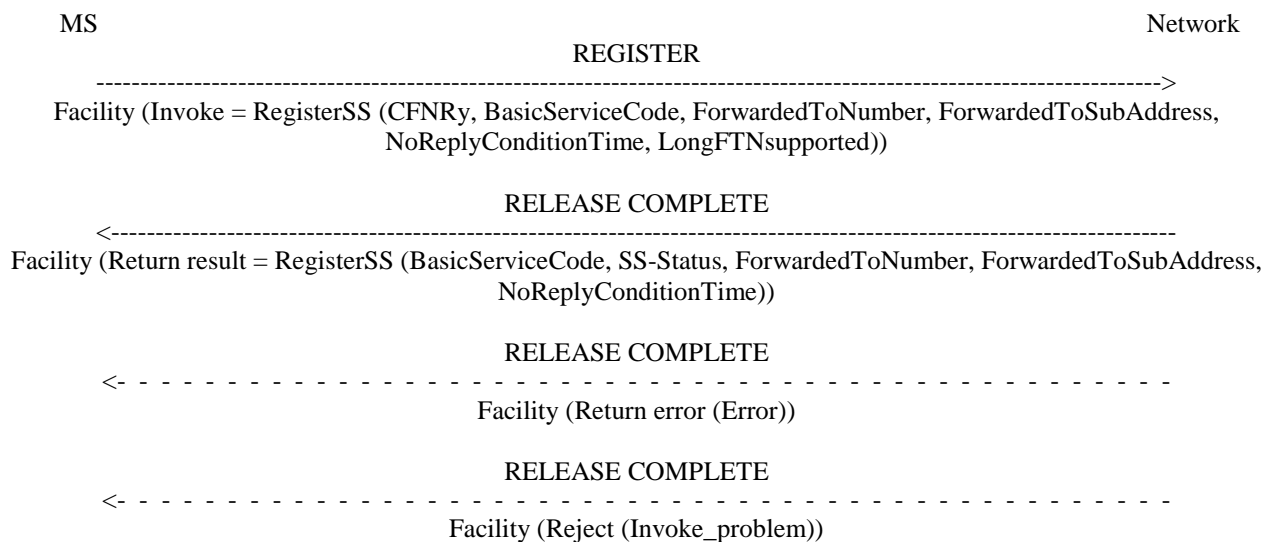 MS Network
REGISTER
------------------------------------------------------------------------------------------------------------------------>
Facility (Invoke = RegisterSS (CFNRy, BasicServiceCode, ForwardedToNumber, ForwardedToSubAddress,
NoReplyConditionTime, LongFTNsupported))
RELEASE COMPLETE
<------------------------------------------------------------------------------------------------------------------------
Facility (Return result = RegisterSS (BasicServiceCode, SS-Status, ForwardedToNumber, ForwardedToSubAddress,
NoReplyConditionTime))
RELEASE COMPLETE
<- - - - - - - - - - - - - - - - - - - - - - - - - - - - - - - - - - - - - - - - - - - - - - - - - - - - - - - - - - -
Facility (Return error (Error))
RELEASE COMPLETE
<- - - - - - - - - - - - - - - - - - - - - - - - - - - - - - - - - - - - - - - - - - - - - - - - - - - - - - - - - - -
Facility (Reject (Invoke_problem))